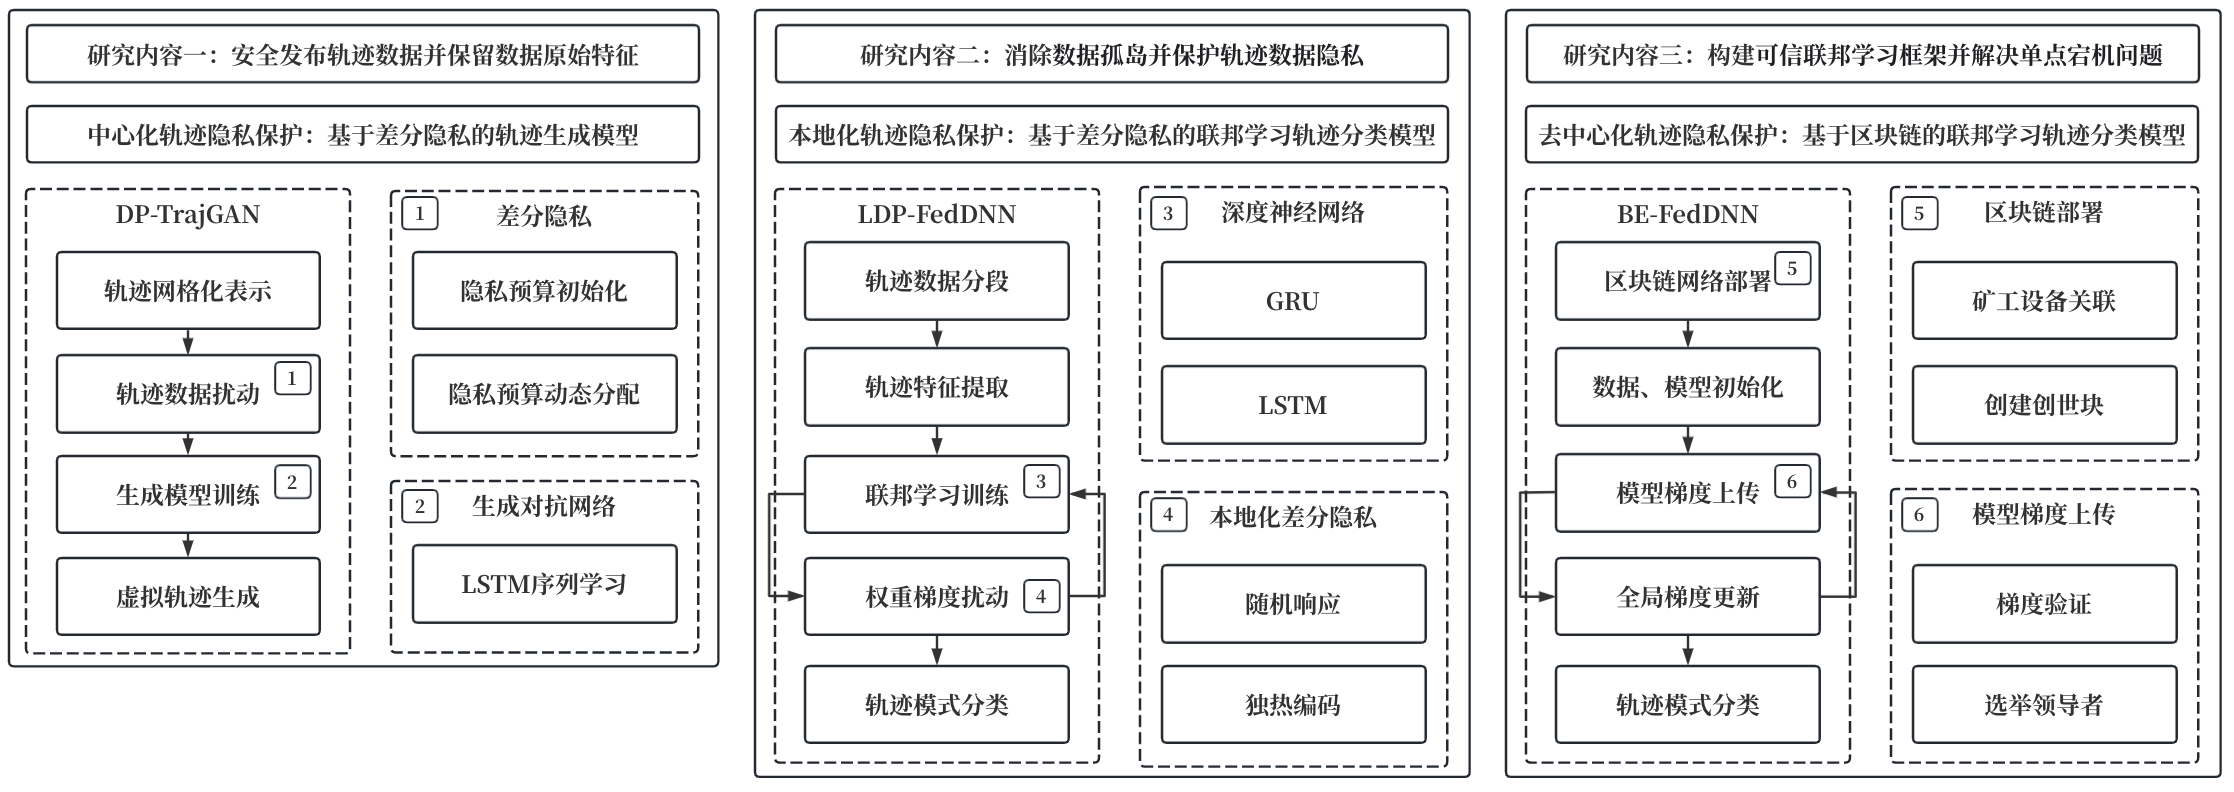 研究内容一：安全发布轨迹数据并保留数据原始特征
中心化轨迹隐私保护：基于差分隐私的轨迹生成模型
DP-TrajGAN
轨迹网格化表示
轨迹数据扰动
1
生成模型训练
2
虚拟轨迹生成
1
差分隐私
隐私预算初始化
隐私预算动态分配
2
生成对抗网络
LSTM序列学习
研究内容二：消除数据孤岛并保护轨迹数据隐私
本地化轨迹隐私保护：基于差分隐私的联邦学习轨迹分类模型
LDP-FedDNN
轨迹数据分段
轨迹特征提取
联邦学习训练
3
权重梯度扰动
4
轨迹模式分类
3
深度神经网络
GRU
LSTM
4
本地化差分隐私
随机响应
独热编码
研究内容三：构建可信联邦学习框架并解决单点宕机问题
去中心化轨迹隐私保护：基于区块链的联邦学习轨迹分类模型
BE-FedDNN
区块链网络部署
5
数据、模型初始化
模型梯度上传
6
全局梯度更新
轨迹模式分类
5
区块链部署
矿工设备关联
创建创世块
6
模型梯度上传
梯度验证
选举领导者